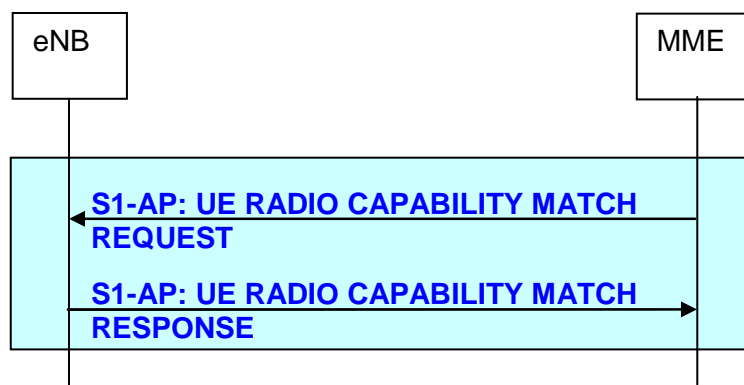 eNB
MME
S1-AP: UE RADIO CAPABILITY MATCH
REQUEST
S1-AP: UE RADIO CAPABILITY MATCH
RESPONSE